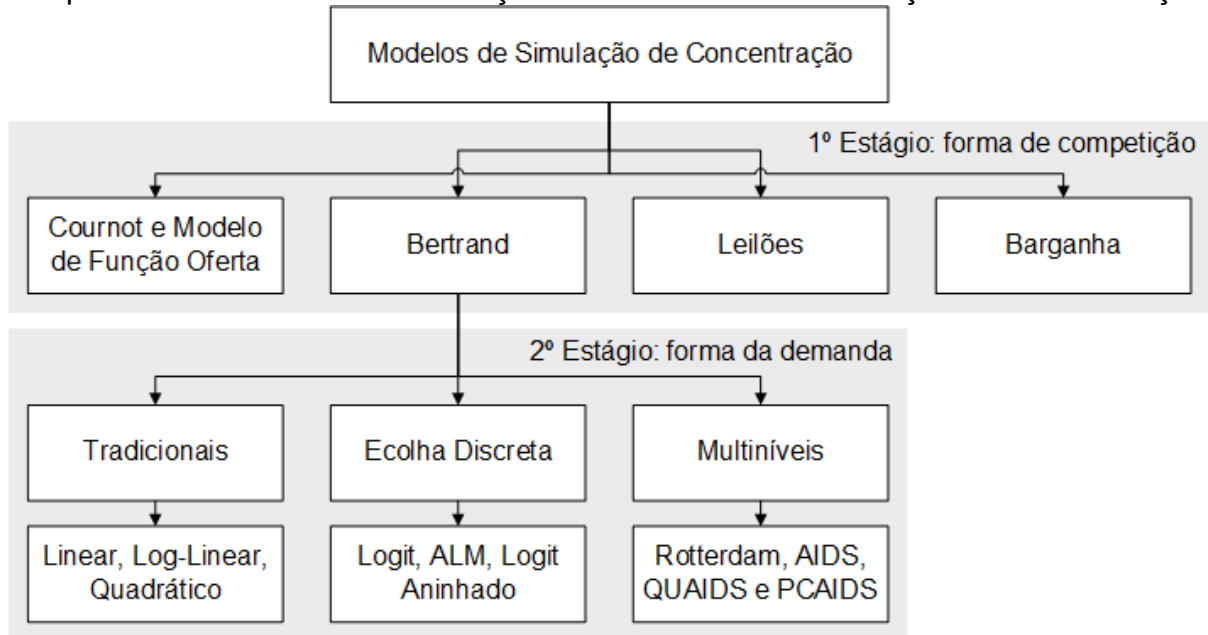 Modelos de Simulação de Concentração
1º Estágio: forma de competição
Cournot e Modelo
de Função Oferta
Bertrand
Leilões
Barganha
2º Estágio: forma da demanda
Tradicionais
Ecolha Discreta
Multiníveis
Linear, Log-Linear,
Quadrático
Logit, ALM, Logit
Aninhado
Rotterdam, AIDS,
QUAIDS e PCAIDS